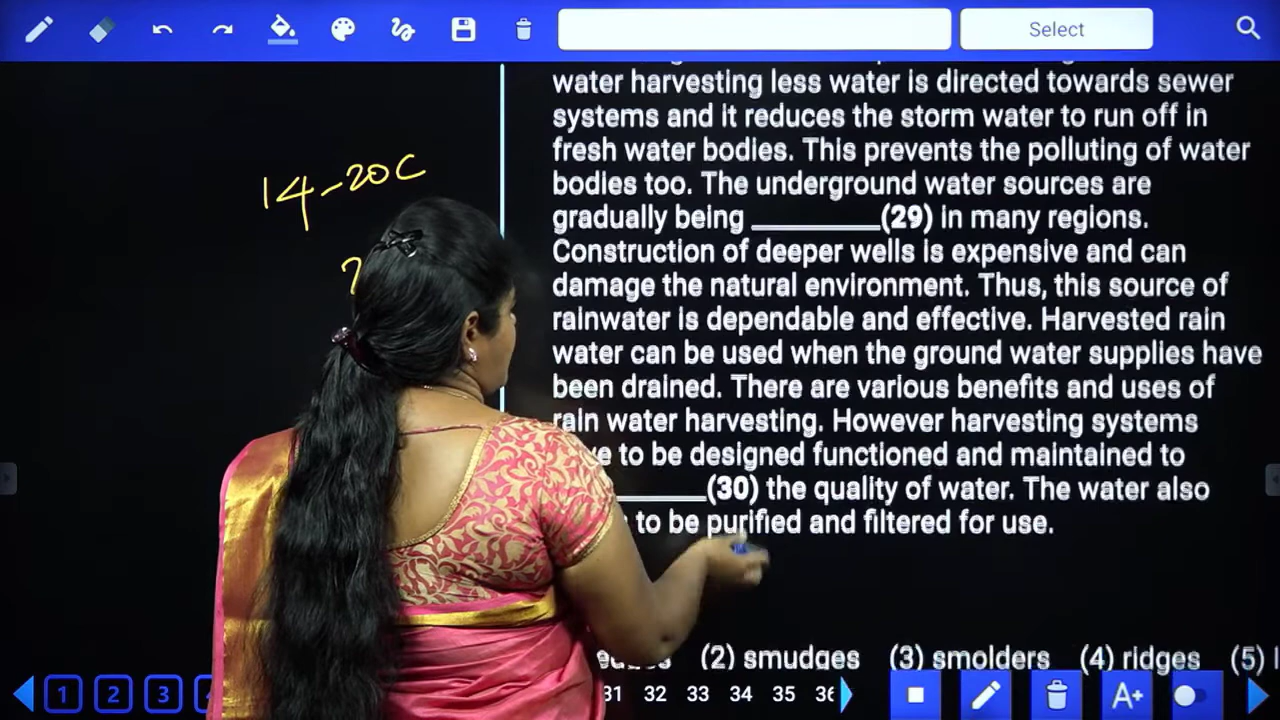 Select
water harvesting less water is directed towards sewer
systems and it reduces the storm water to run off in
fresh water bodies. This prevents the polluting of water
bodies too. The underground water sources are
gradually being ________(29) in many regions.
Construction of deeper wells is expensive and can
damage the natural environment. Thus, this source of
rainwater is dependable and effective. Harvested rain
water can be used when the ground water supplies have
been drained. There are various benefits and uses of
rain water harvesting. However harvesting systems
to be designed functioned and maintained to
________(30) the quality of water. The water also
to be purified and filtered for use.
14-20C
(2) smudges (3) smolders (4) ridges (5)
1 2 3 31 32 33 34 35 36
A+